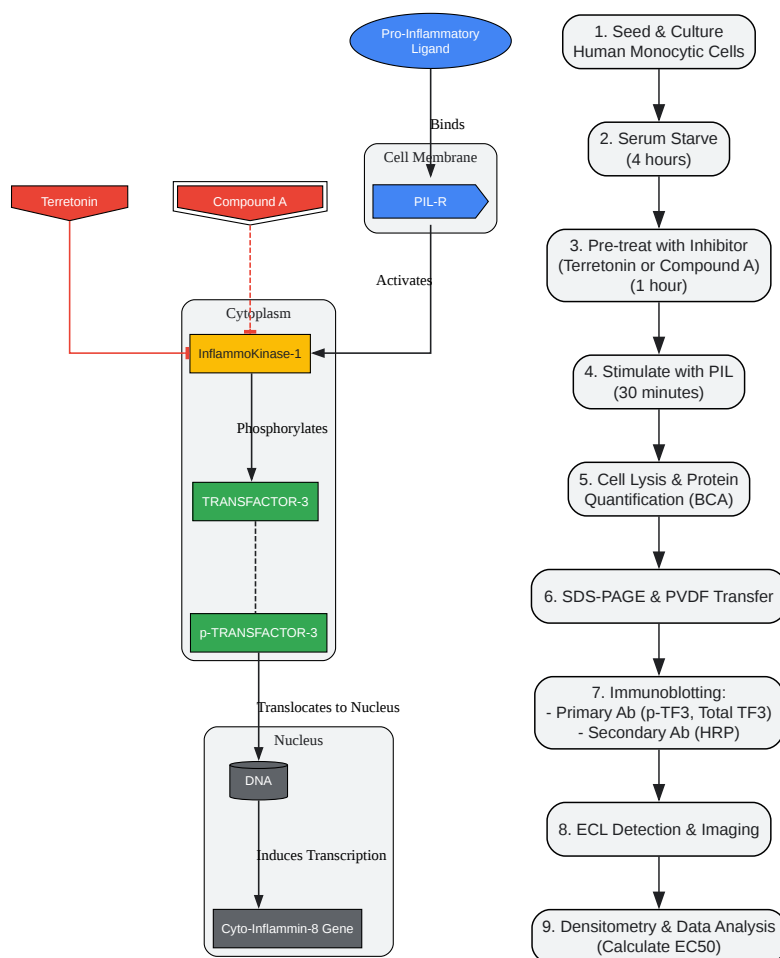 Pro-Inflammatory
Ligand
Binds
Cell Membrane
PIL-R
Terretonin
Compound A
Activates
Cytoplasm
InflammoKinase-1
Phosphorylates
TRANSFACTOR-3
p-TRANSFACTOR-3
Translocates to Nucleus
Nucleus
DNA
Induces Transcription
Cyto-Inflammin-8 Gene
1. Seed & Culture
Human Monocytic Cells
2. Serum Starve
(4 hours)
3. Pre-treat with Inhibitor
(Terretonin or Compound A)
(1 hour)
4. Stimulate with PIL
(30 minutes)
5. Cell Lysis & Protein
Quantification (BCA)
6. SDS-PAGE & PVDF Transfer
7. Immunoblotting:
- Primary Ab (p-TF3, Total TF3)
- Secondary Ab (HRP)
8. ECL Detection & Imaging
9. Densitometry & Data Analysis
(Calculate EC50)